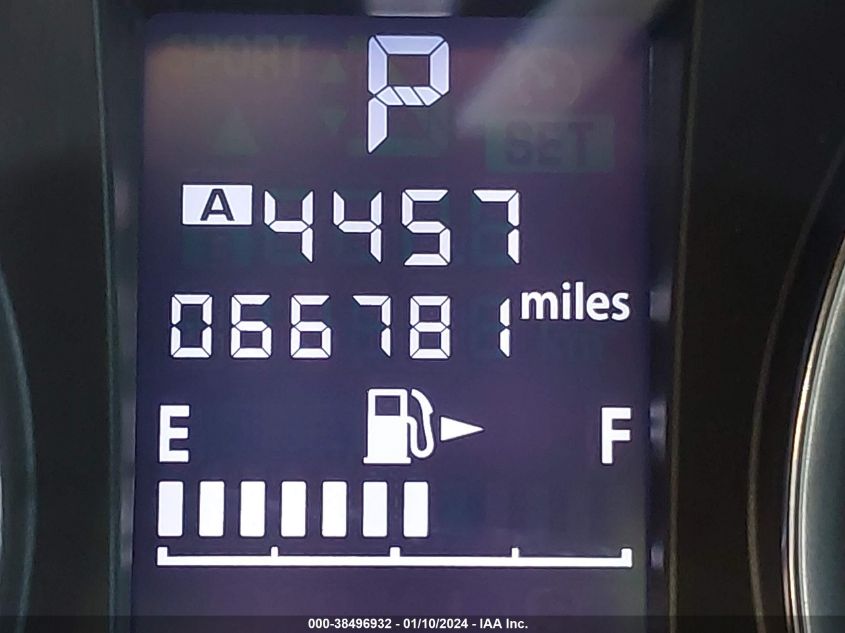 P
SET
A 4457
066781 miles
E F
000-38496932 - 01/10/2024 - IAA Inc.